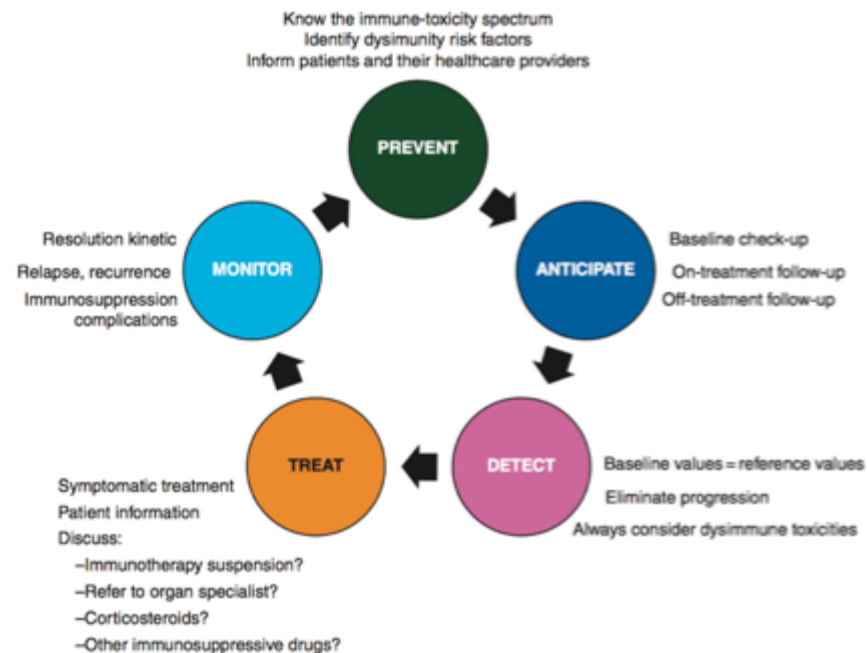 Know the immune-toxicity spectrum
Identify dysimunity risk factors
Inform patients and their healthcare providers
PREVENT
ANTICIPATE
Baseline check-up
On-treatment follow-up
Off-treatment follow-up
DETECT
Baseline values = reference values
Eliminate progression
Always consider dysimmune toxicities
TREAT
Symptomatic treatment
Patient information
Discuss:
–Immunotherapy suspension?
–Refer to organ specialist?
–Corticosteroids?
–Other immunosuppressive drugs?
MONITOR
Resolution kinetic
Relapse, recurrence
Immunosuppression
complications